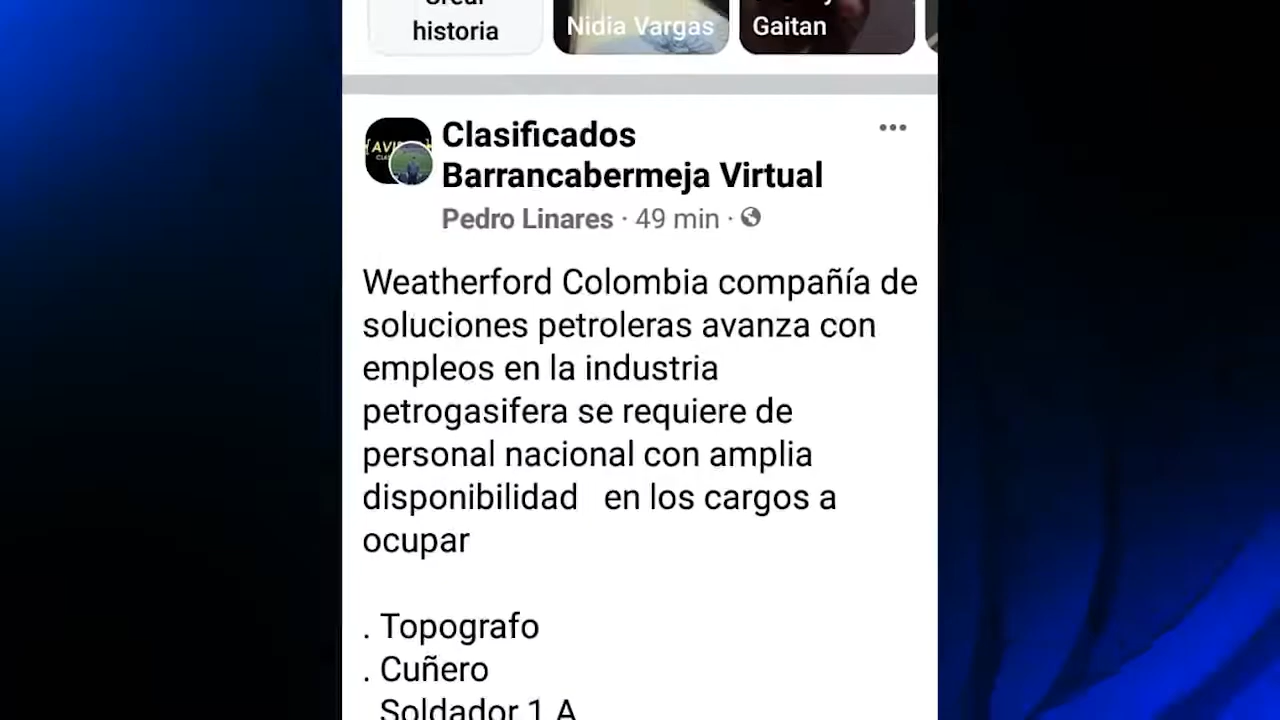 historia
Nidia Vargas
Gaitan
Clasificados
Barrancabermeja Virtual
Pedro Linares · 49 min ·
Weatherford Colombia compañía de
soluciones petroleras avanza con
empleos en la industria
petrogasifera se requiere de
personal nacional con amplia
disponibilidad en los cargos a
ocupar
. Topografo
. Cuñero
Soldador 1 A